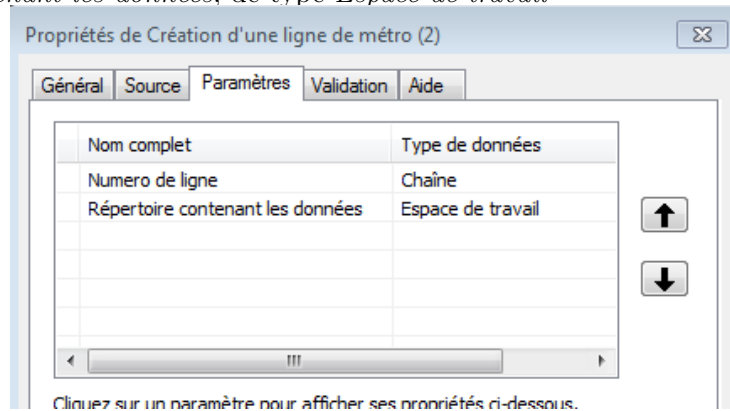 contenant les données, de type Espace de travail
Propriétés de Création d'une ligne de métro (2)
Général Source Paramètres Validation Aide
Nom complet Type de données
Numero de ligne Chaîne
Répertoire contenant les données Espace de travail
Cliquez sur un paramètre pour afficher ses propriétés ci-dessous.